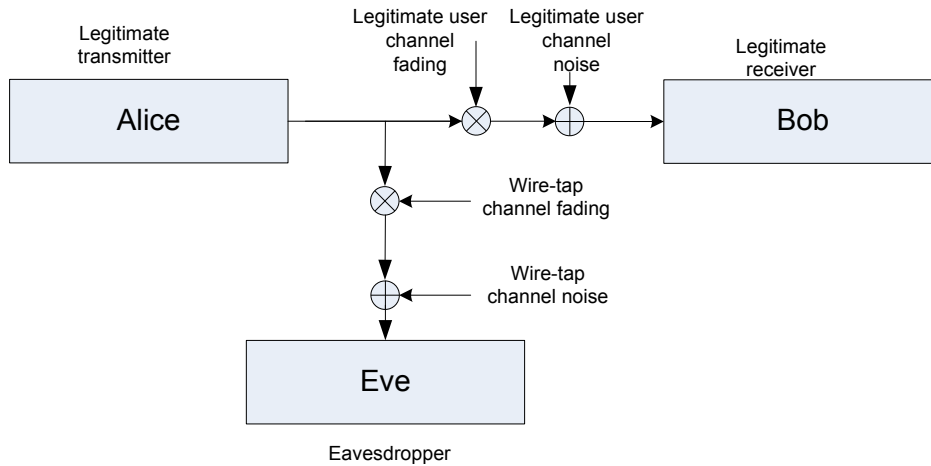 Legitimate
transmitter
Alice
Legitimate user
channel
fading
Legitimate user
channel
noise
Legitimate
receiver
Bob
Wire-tap
channel fading
Wire-tap
channel noise
Eve
Eavesdropper